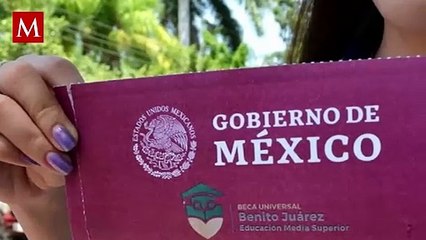 M
ESTADOS UNIDOS MEXICANOS
GOBIERNO DE
MÉXICO
BECA UNIVERSAL
Benito Juárez
Educación Media Superior